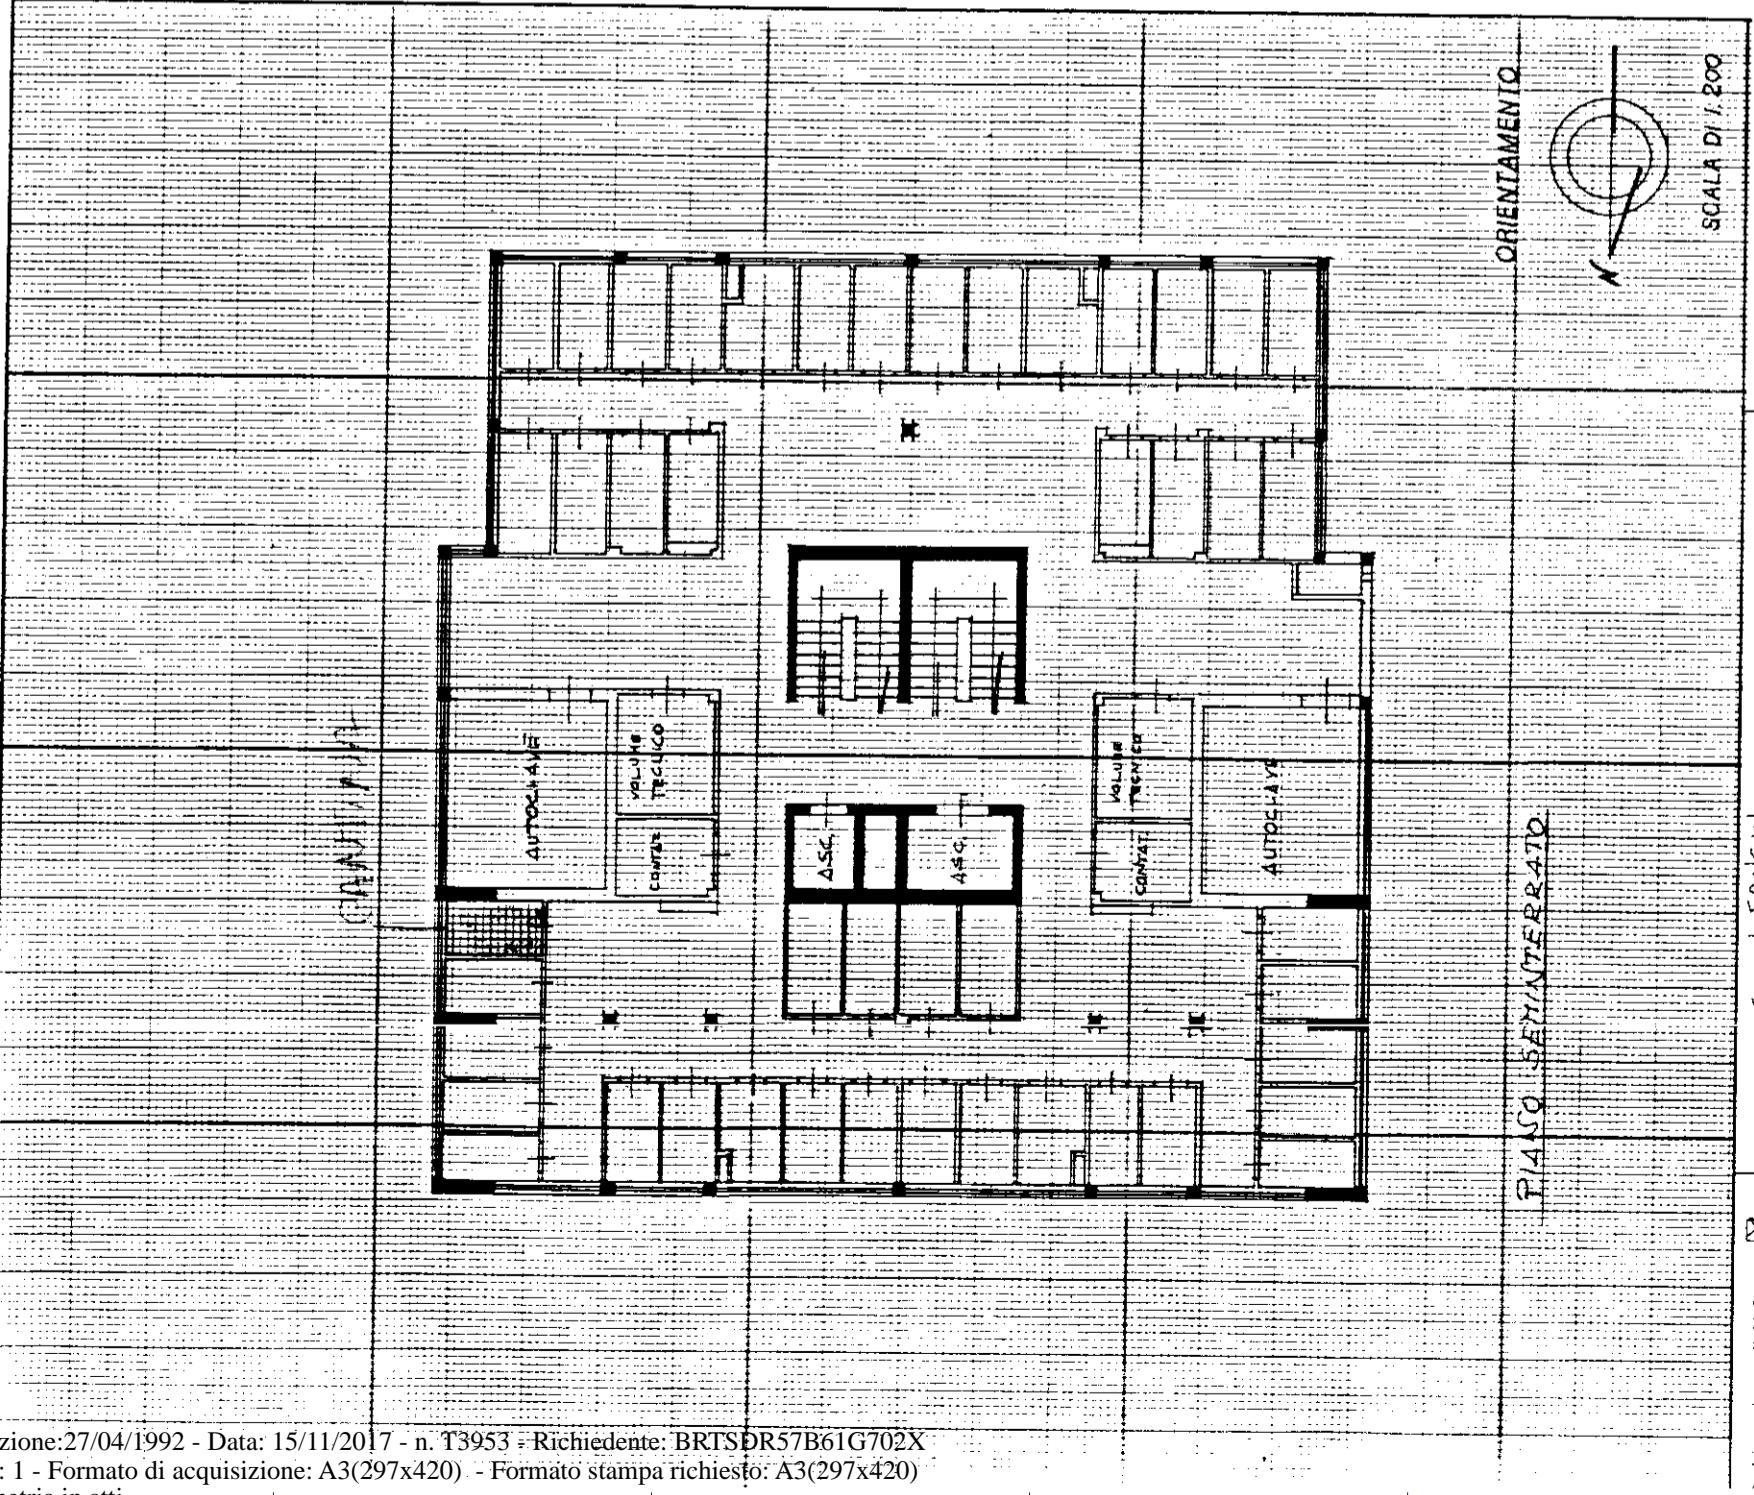 ORIENTAMENTO
N
SCALA DI 1:200
CANTINA
AUTOCLAVE
VOLUME
TECNICO
CONTAT.
ASC.
ASC.
VOLUME
TECNICO
CONTAT.
AUTOCLAVE
PIANO SEMINTERRATO
zione:27/04/1992 - Data: 15/11/2017 - n. T3953 - Richiedente: BRTSDR57B61G702X
: 1 - Formato di acquisizione: A3(297x420) - Formato stampa richiesto: A3(297x420)